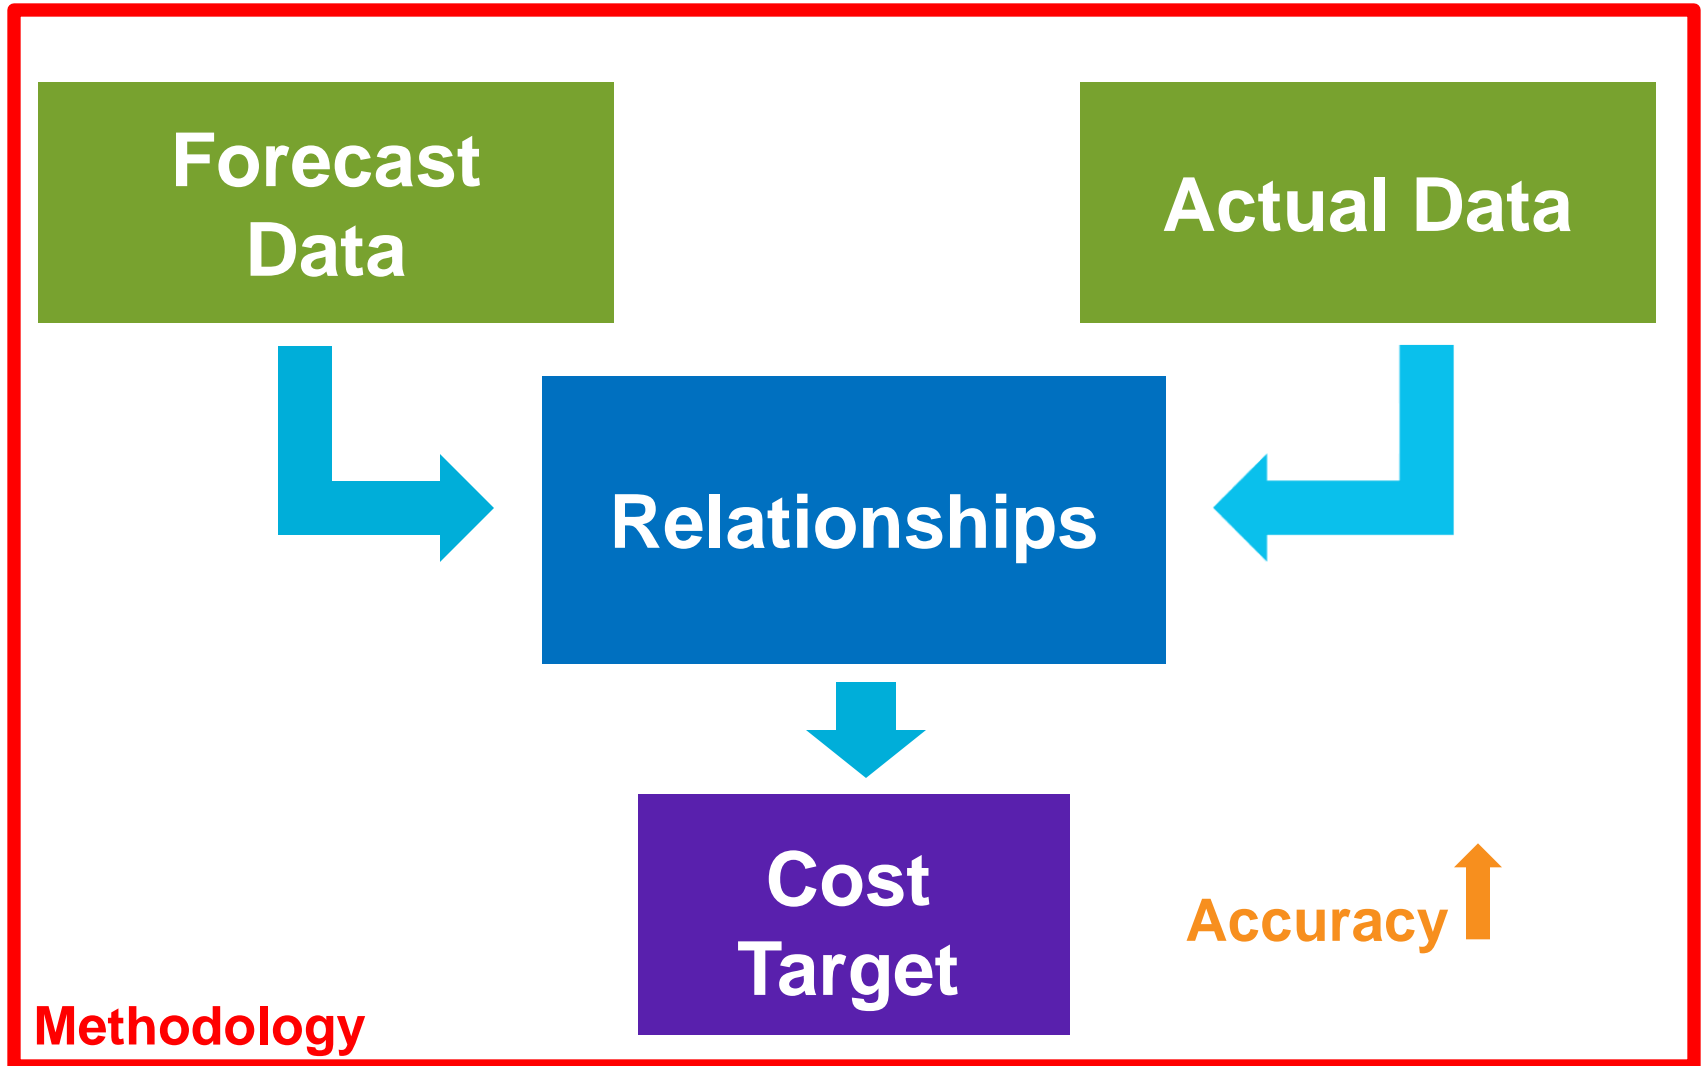 Forecast
Data
Actual Data
Relationships
Cost
Target
Accuracy
Methodology